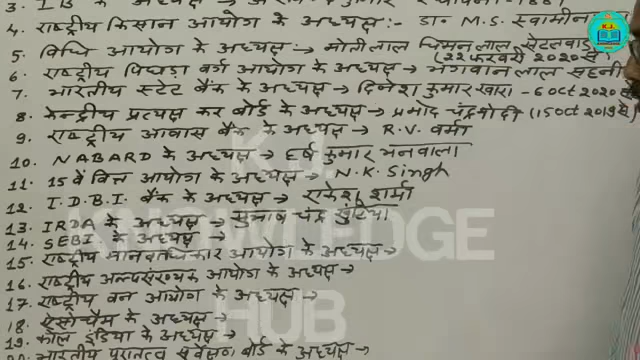 3. I.B के अध्यक्ष →
4. राष्ट्रीय किसान आयोग के अध्यक्ष:- डा० M.S. स्वामीना
5. विधि आयोग के अध्यक्ष → मोतीलाल चिमनलाल सेटलवाड
(22 फरवरी 2020 से
6. राष्ट्रीय पिछड़ा वर्ग आयोग के अध्यक्ष → भगवान लाल सहनी
7. भारतीय स्टेट बैंक के अध्यक्ष → दिनेश कुमार खारा - 6 Oct 2020 से
8. केन्द्रीय प्रत्यक्ष कर बोर्ड के अध्यक्ष → प्रमोद चंद्र मोदी (15 Oct 2019 से)
9. राष्ट्रीय आवास बैंक के अध्यक्ष → R.V. वर्मा
10. NABARD के अध्यक्ष → हर्ष कुमार भनवाला
11. 15 वें वित्त आयोग के अध्यक्ष → N.K. Singh
12. I.D.B.I बैंक के अध्यक्ष → राकेश शर्मा
13. IRDA के अध्यक्ष → सुभाष चंद्र खुंटिया
14. SEBI के अध्यक्ष →
15. राष्ट्रीय मानवाधिकार आयोग के अध्यक्ष →
16. राष्ट्रीय अल्पसंख्यक आयोग के अध्यक्ष →
17. राष्ट्रीय वन आयोग के अध्यक्ष →
18. ऐसोचैम के अध्यक्ष →
19. कोल इंडिया के अध्यक्ष →
20. भारतीय पुरातत्व सर्वेक्षण बोर्ड के अध्यक्ष →
K.J.
KNOWLEDGE
HUB